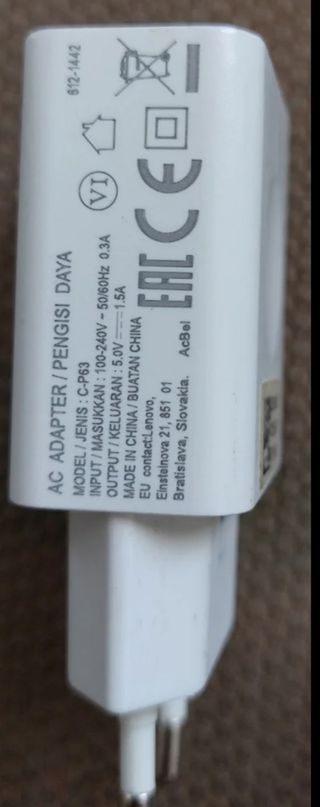 AC ADAPTER / PENGISI DAYA
MODEL / JENIS : C-P63
INPUT / MASUKKAN : 100-240V ~ 50/60Hz 0.3A
OUTPUT / KELUARAN : 5.0V ⎓ 1.5A
MADE IN CHINA / BUATAN CHINA
EU contact:Lenovo,
Einsteinova 21, 851 01
Bratislava, Slovakia. AcBel
VI
EAC CE
612-1442